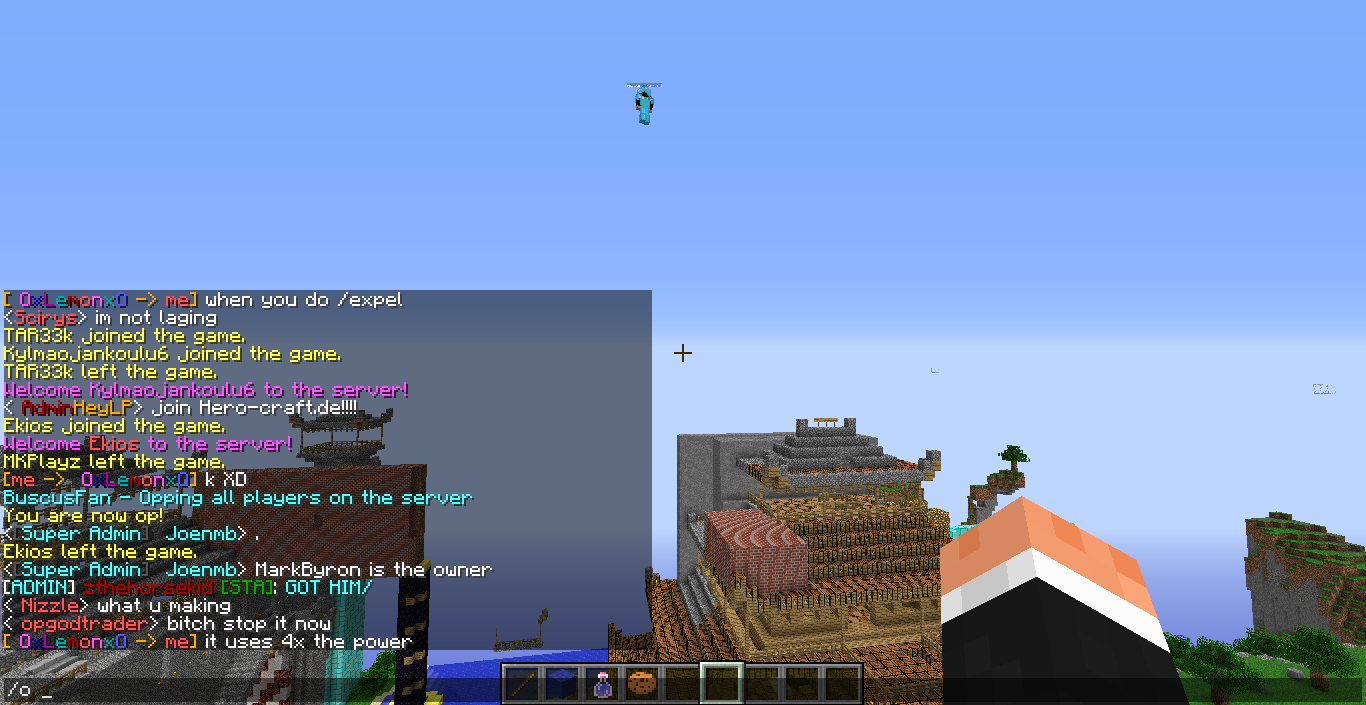 [ OxLemonxO -> me] when you do /expel
<Scirys> im not laging
TAR33k joined the game.
Kylmaojankoulu6 joined the game.
TAR33k left the game.
Welcome Kylmaojankoulu6 to the server!
< AdminHeyLP> join Hero-craft.de!!!!
Ekios joined the game.
Welcome Ekios to the server!
MKPlayz left the game.
[me -> OxLemonxO] k XD
BuscusFan - Opping all players on the server
You are now op!
<[Super Admin] Joenmb> .
Ekios left the game.
<[Super Admin] Joenmb> MarkByron is the owner
[ADMIN] zthehorsekid [STA]: GOT HIM/
< Nizzle> what u making
< opgodtrader> bitch stop it now
[ OxLemonxO -> me] it uses 4x the power
/o _